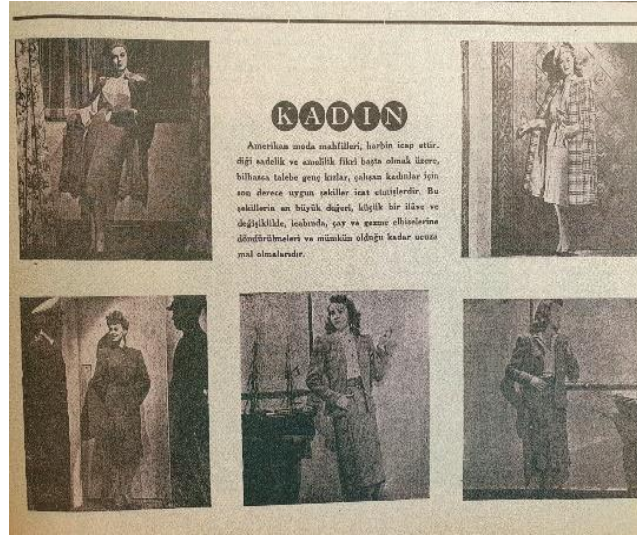 KADIN
Amerikan moda mahfilleri, harbin icap ettir.
diği sadelik ve amelilik fikri başta olmak üzere,
bilhassa talebe genç kızlar, çalışan kadınlar için
son derece uygun şekiller icat etmişlerdir. Bu
şekillerin en büyük değeri, küçük bir ilâve ve
değişiklikle, icabında, çay ve gezme elbiselerine
döndürülmeleri ve mümkün olduğu kadar ucuza
mal olmalarıdır.